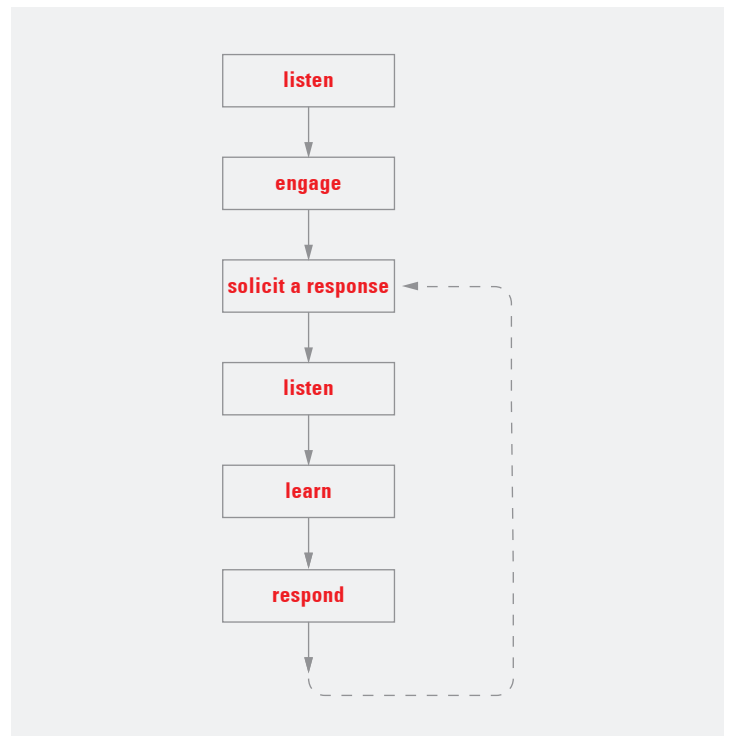 listen
engage
solicit a response
listen
learn
respond